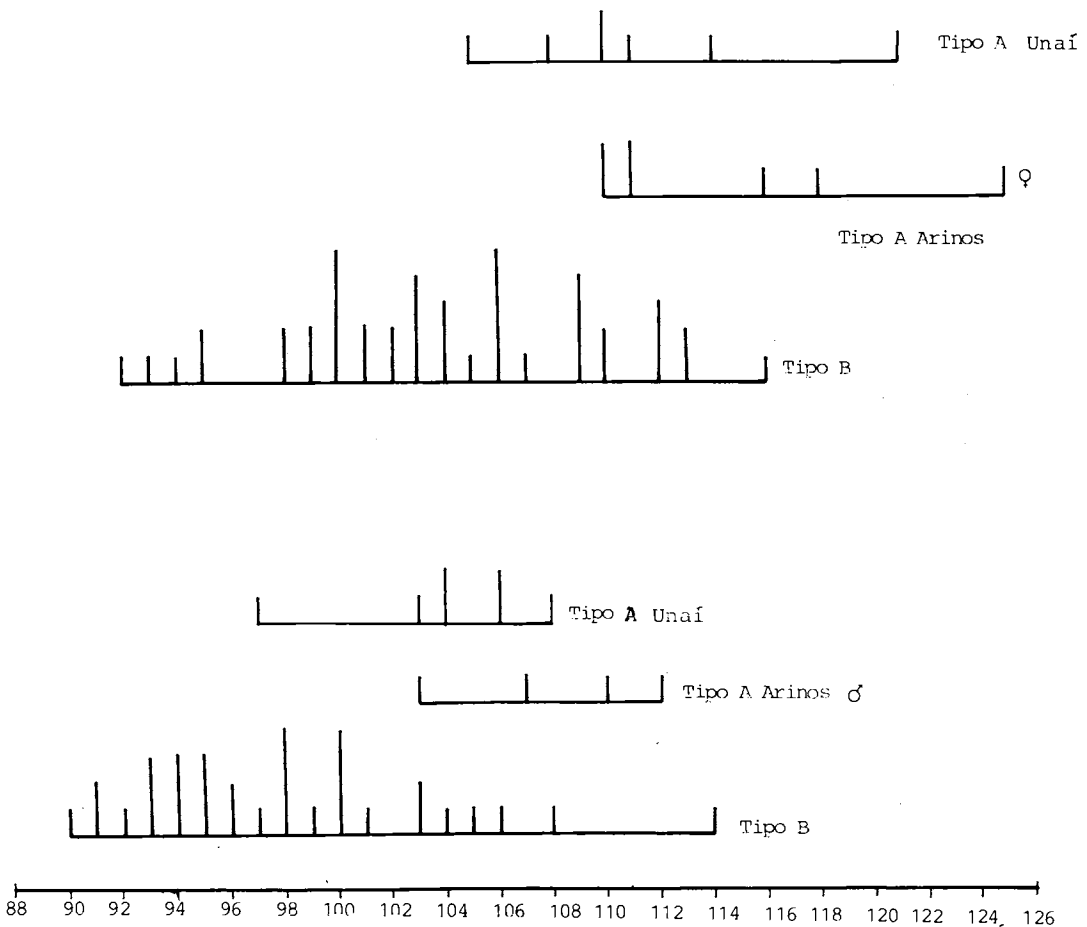 Tipo A Unaí
♀
Tipo A Arinos
Tipo B
Tipo A Unaí
Tipo A Arinos ♂
Tipo B
88 90 92 94 96 98 100 102 104 106 108 110 112 114 116 118 120 122 124 126